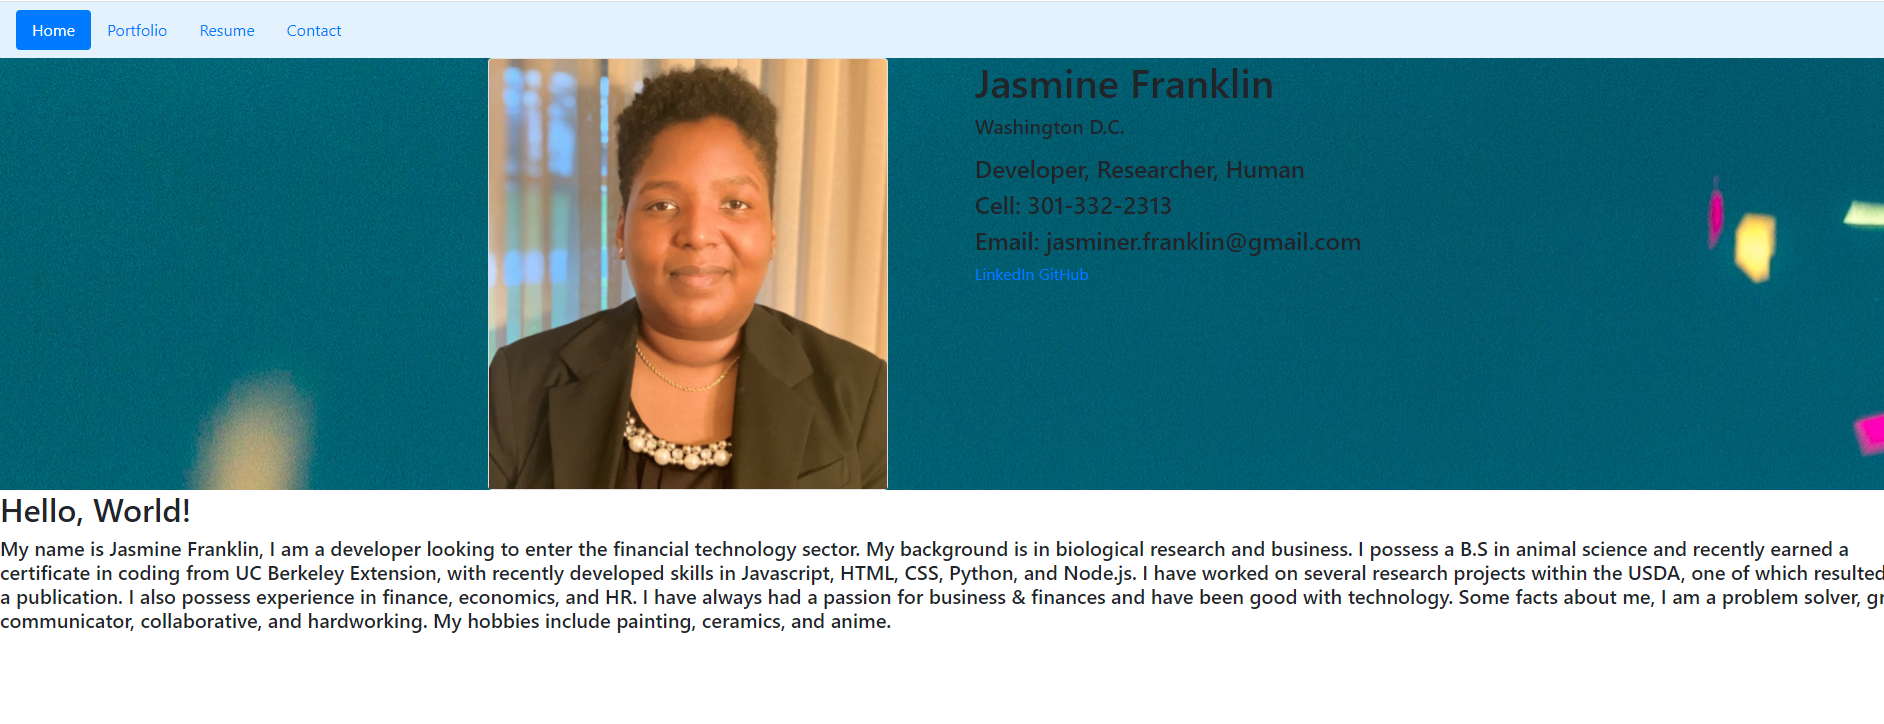 Home Portfolio Resume Contact
Jasmine Franklin
Washington D.C.
Developer, Researcher, Human
Cell: 301-332-2313
Email: jasminer.franklin@gmail.com
LinkedIn GitHub
Hello, World!
My name is Jasmine Franklin, I am a developer looking to enter the financial technology sector. My background is in biological research and business. I possess a B.S in animal science and recently earned a
certificate in coding from UC Berkeley Extension, with recently developed skills in Javascript, HTML, CSS, Python, and Node.js. I have worked on several research projects within the USDA, one of which resulted
a publication. I also possess experience in finance, economics, and HR. I have always had a passion for business & finances and have been good with technology. Some facts about me, I am a problem solver,
communicator, collaborative, and hardworking. My hobbies include painting, ceramics, and anime.